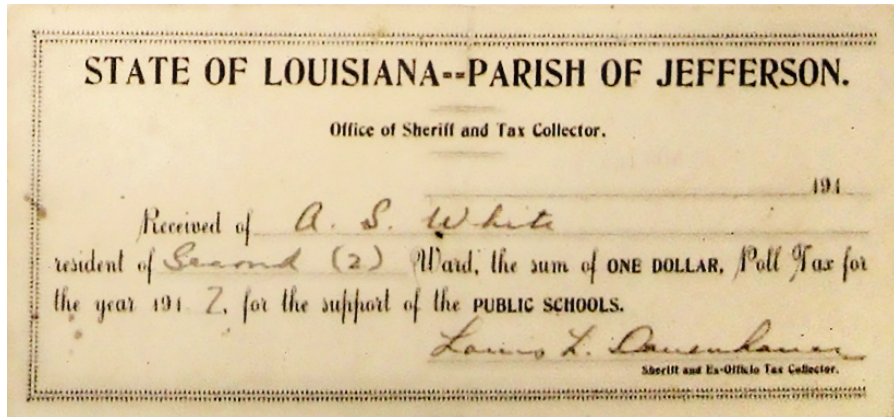 STATE OF LOUISIANA--PARISH OF JEFFERSON.
Office of Sheriff and Tax Collector.
191
Received of A. S. White
resident of Second (2) Ward, the sum of ONE DOLLAR, Poll Tax for
the year 191 7, for the support of the PUBLIC SCHOOLS.
Louis L.
Sheriff and Ex-Officio Tax Collector.